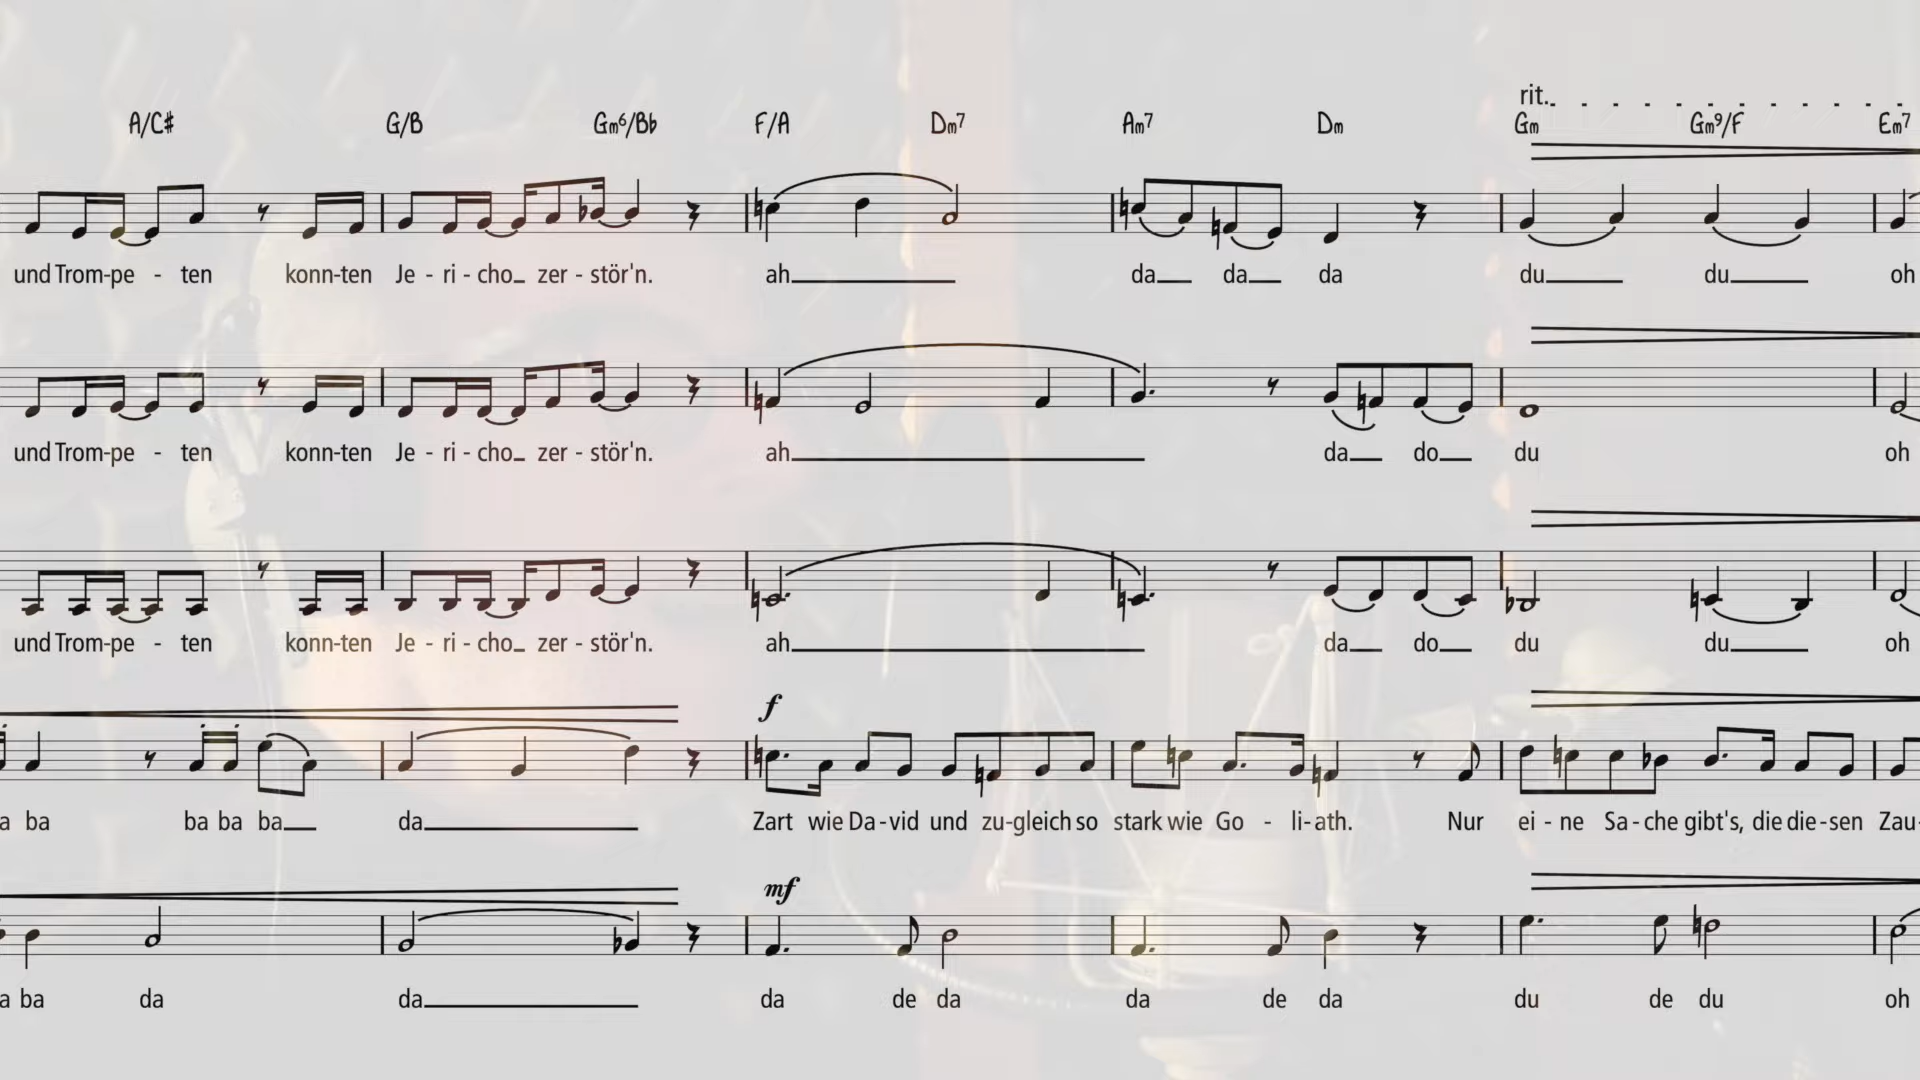 rit.
A/C# G/B Gm6/Bb F/A Dm7 Am7 Dm Gm Gm9/F Em7
und Trom-pe - ten konn-ten Je - ri - cho_ zer - stör'n. ah da da da du du oh
und Trom-pe - ten konn-ten Je - ri - cho_ zer - stör'n. ah da do du oh
und Trom-pe - ten konn-ten Je - ri - cho_ zer - stör'n. ah da do du du oh
f
a ba ba ba ba da Zart wie Da-vid und zu-gleich so stark wie Go - li-ath. Nur ei - ne Sa-che gibt's, die die-sen Zau-
mf
a ba da da da de da da de da du de du oh